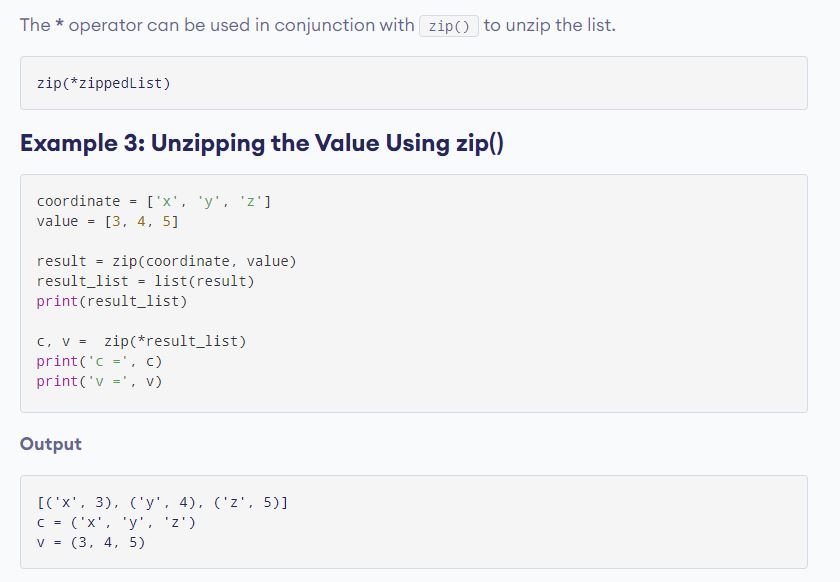 The * operator can be used in conjunction with zip() to unzip the list.
zip(*zippedList)
Example 3: Unzipping the Value Using zip()
coordinate = ['x', 'y', 'z']
value = [3, 4, 5]
result = zip(coordinate, value)
result_list = list(result)
print(result_list)
c, v =  zip(*result_list)
print('c =', c)
print('v =', v)
Output
[('x', 3), ('y', 4), ('z', 5)]
c = ('x', 'y', 'z')
v = (3, 4, 5)